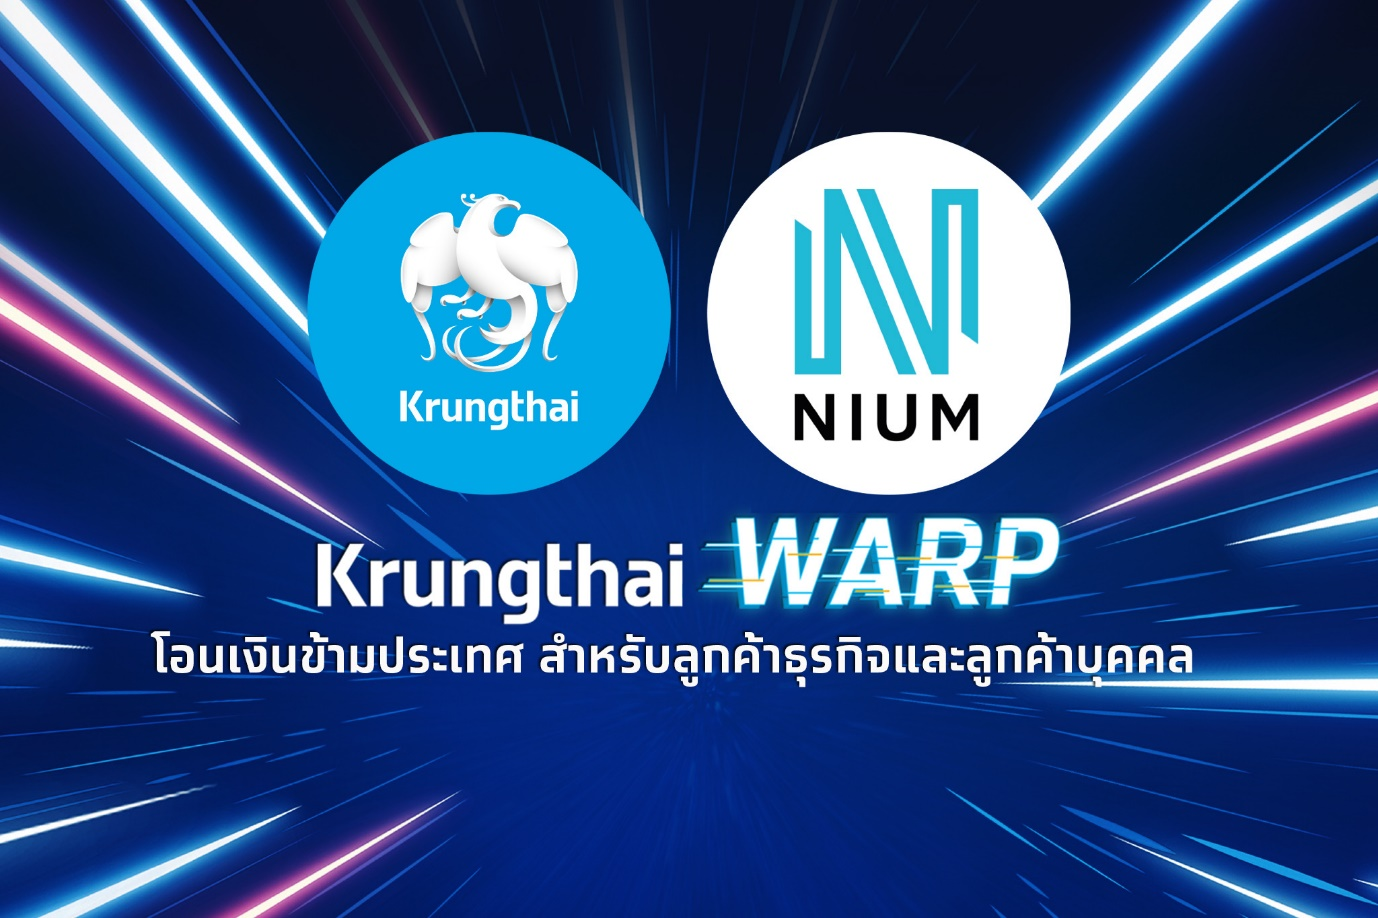 Krungthai
NIUM
Krungthai WARP
โอนเงินข้ามประเทศ สำหรับลูกค้าธุรกิจและลูกค้าบุคคล